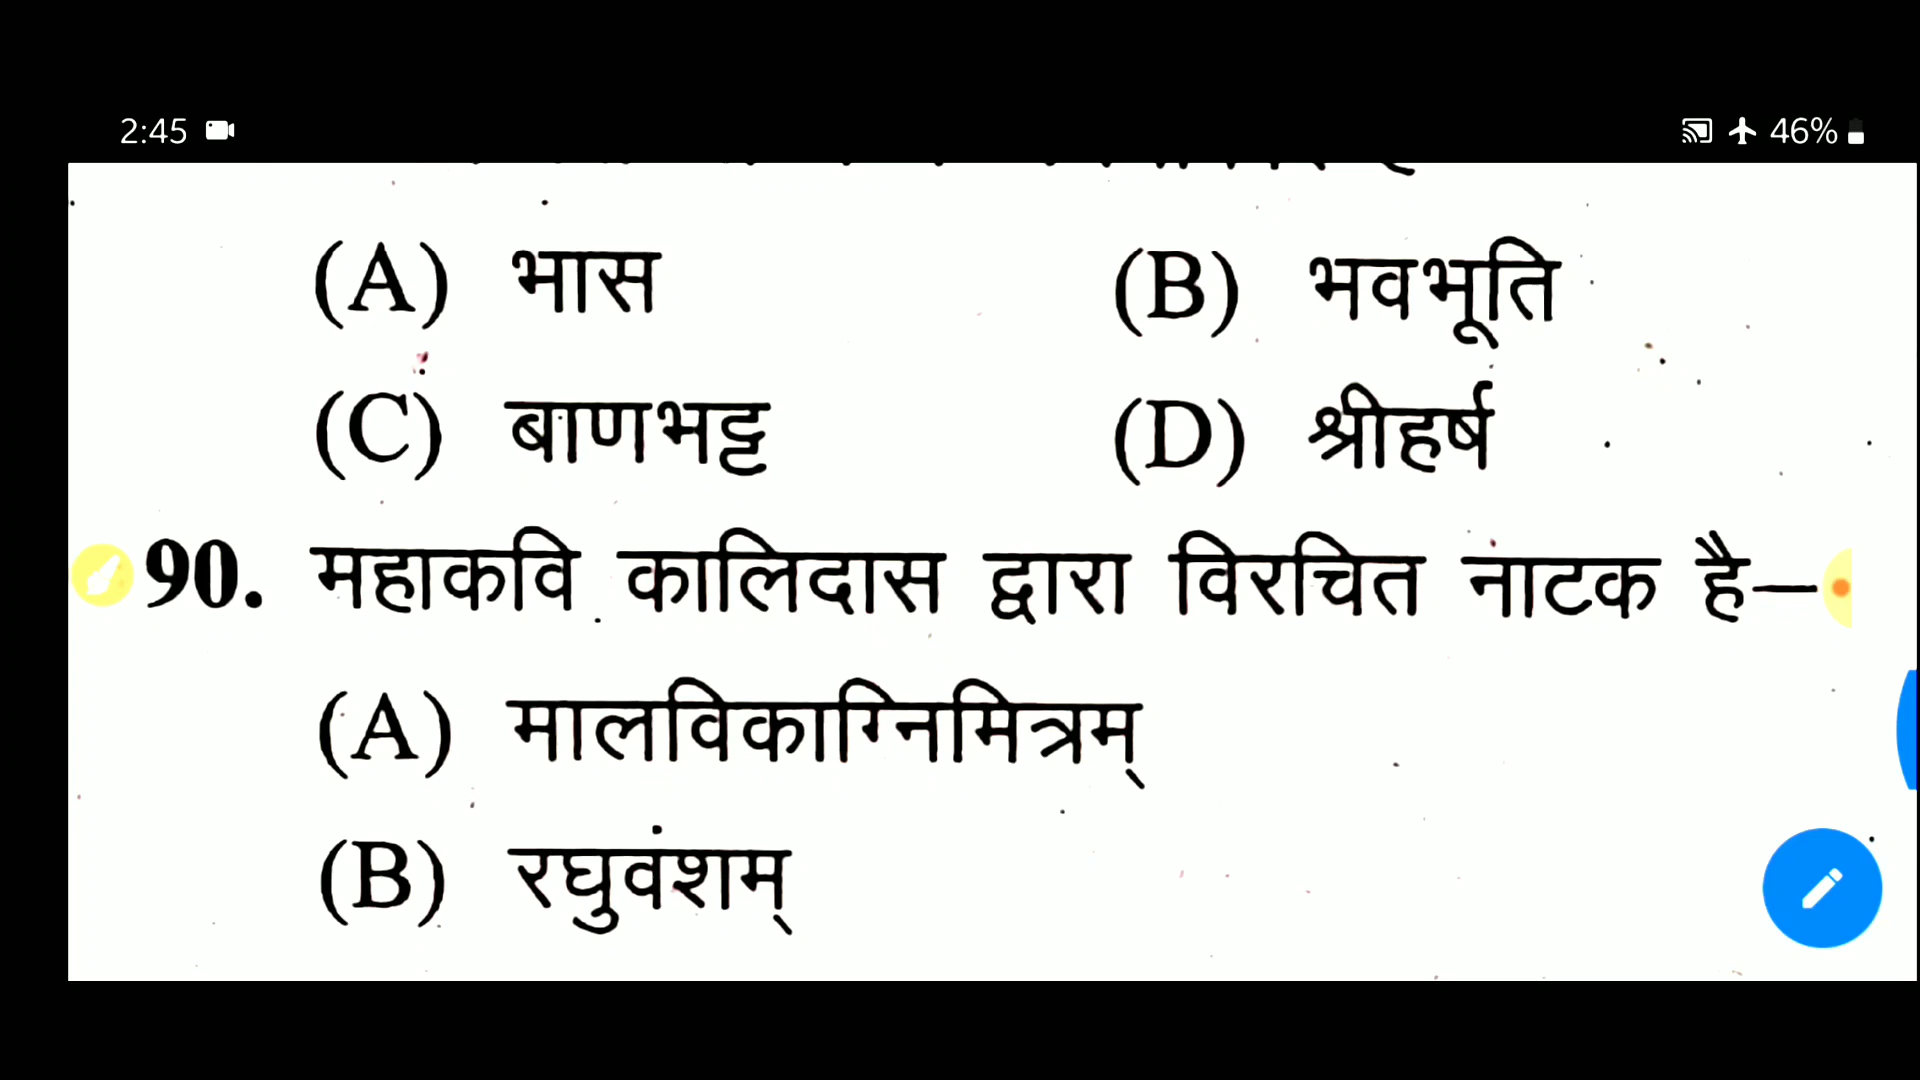 2:45 46%
(A) भास (B) भवभूति
(C) बाणभट्ट (D) श्रीहर्ष
90. महाकवि कालिदास द्वारा विरचित नाटक है—
(A) मालविकाग्निमित्रम्
(B) रघुवंशम्